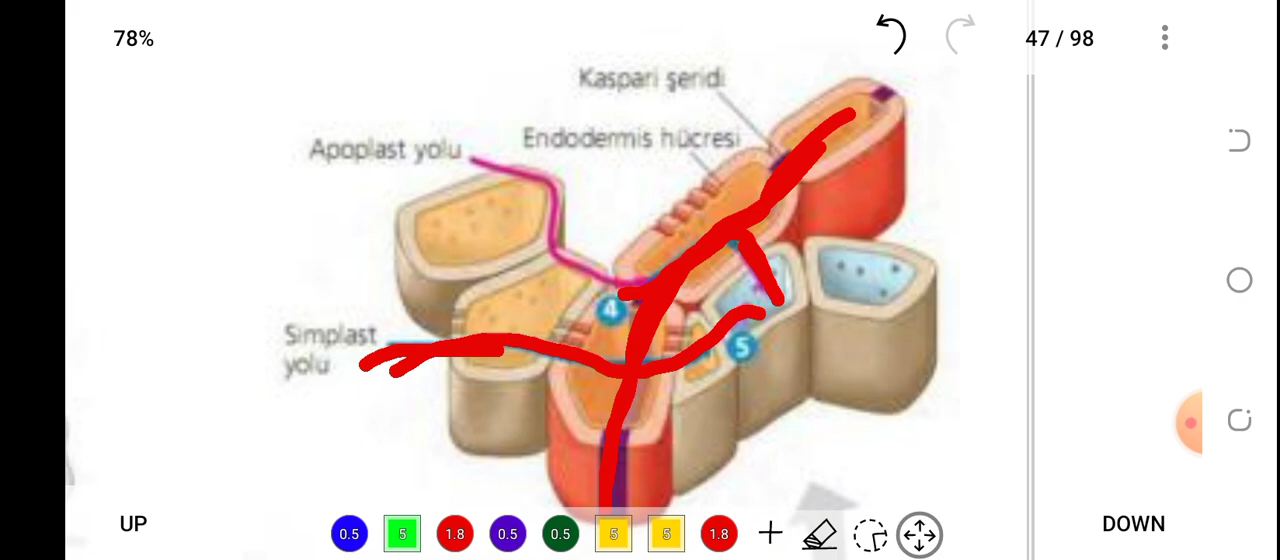 78%
47 / 98
Kaspari şeridi
Endodermis hücresi
Apoplast yolu
4
Simplast
yolu
5
UP
0.5
5
1.8
0.5
0.5
5
5
1.8
DOWN